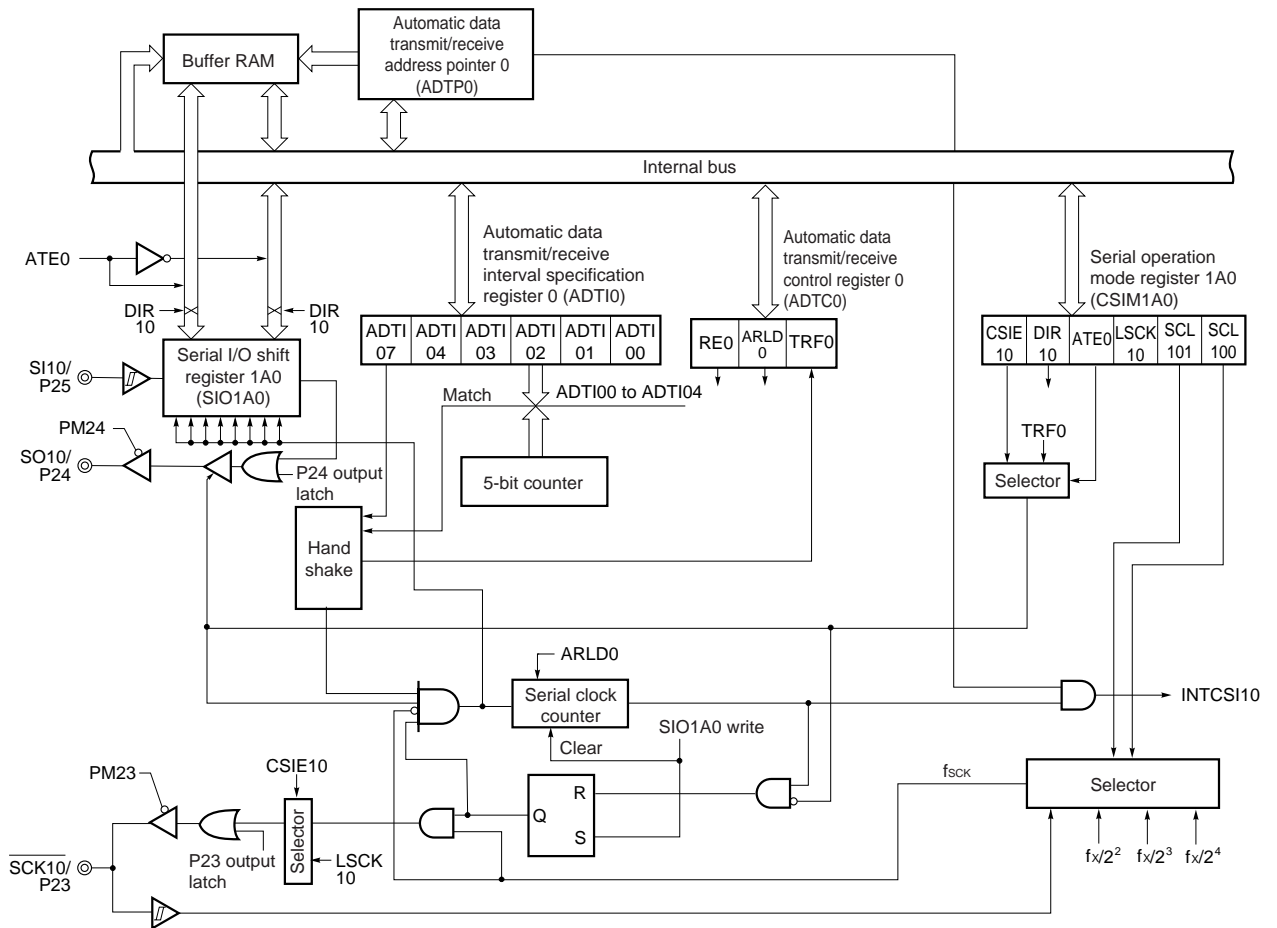 Automatic data
transmit/receive
address pointer 0
(ADTP0)
Buffer RAM
Internal bus
ATE0
DIR
10
DIR
10
Automatic data
transmit/receive
interval specification
register 0 (ADTI0)
Automatic data
transmit/receive
control register 0
(ADTC0)
Serial operation
mode register 1A0
(CSIM1A0)
ADTI
07
ADTI
04
ADTI
03
ADTI
02
ADTI
01
ADTI
00
RE0
ARLD
0
TRF0
CSIE
10
DIR
10
ATE0
LSCK
10
SCL
101
SCL
100
SI10/
P25
Serial I/O shift
register 1A0
(SIO1A0)
Match
ADTI00 to ADTI04
PM24
SO10/
P24
P24 output
latch
5-bit counter
TRF0
Selector
Hand
shake
ARLD0
Serial clock
counter
INTCSI10
SIO1A0 write
Clear
PM23
CSIE10
R
Q
S
fSCK
Selector
SCK10/
P23
P23 output
latch
Selector
LSCK
10
fX/2²
fX/2³
fX/2⁴